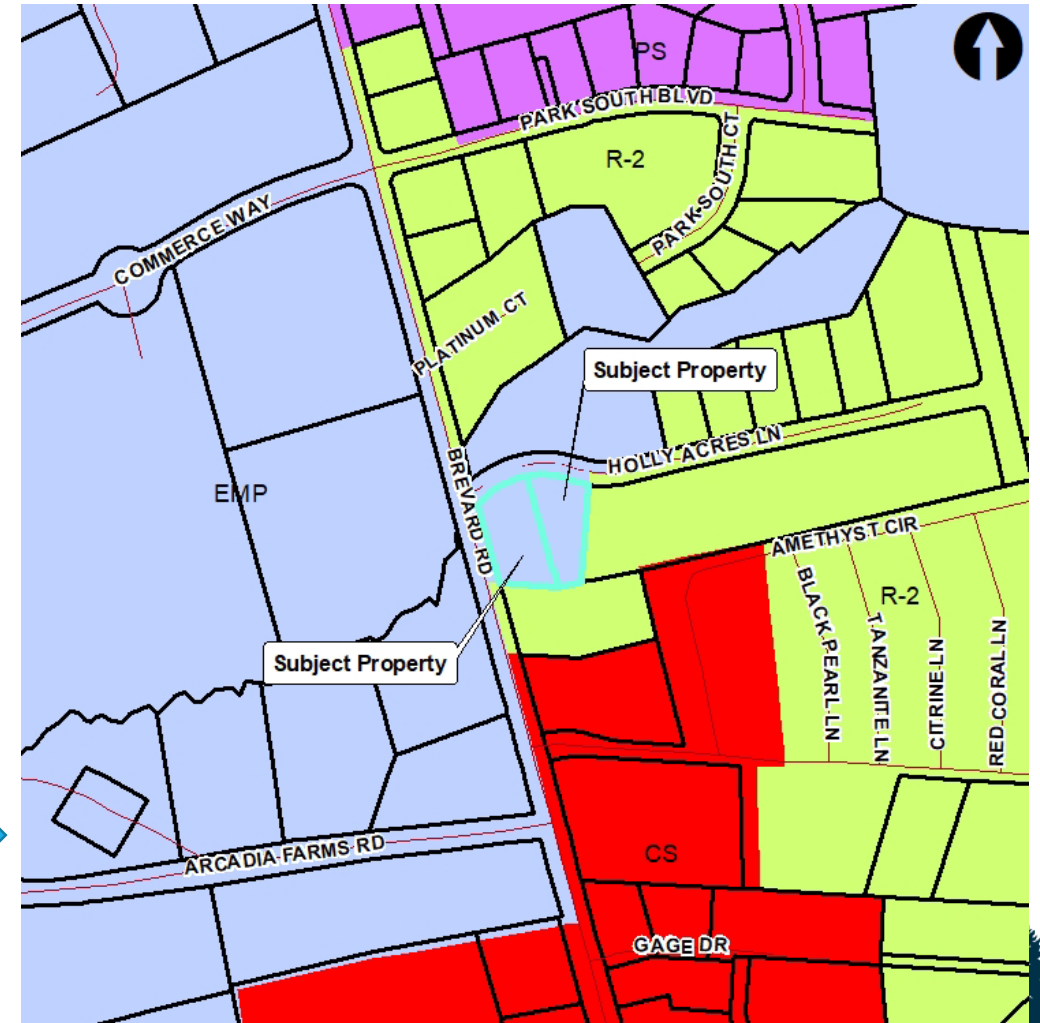 PS
PARK SOUTH BLVD
R-2
PARK SOUTH CT
COMMERCE WAY
PLATINUM CT
Subject Property
HOLLY ACRES LN
BREVARD RD
EMP
AMETHYST CIR
BLACK PEARL LN
R-2
TANZANITE LN
CITRINE LN
RED CORAL LN
Subject Property
ARCADIA FARMS RD
CS
GAGE DR